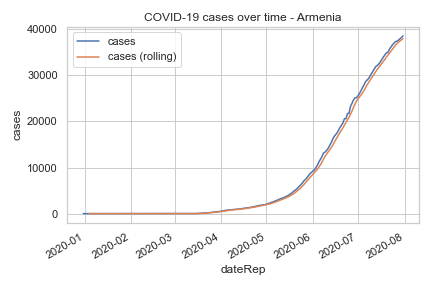 COVID-19 cases over time - Armenia
cases
cases (rolling)
40000
30000
20000
10000
0
cases
2020-01
2020-02
2020-03
2020-04
2020-05
2020-06
2020-07
2020-08
dateRep